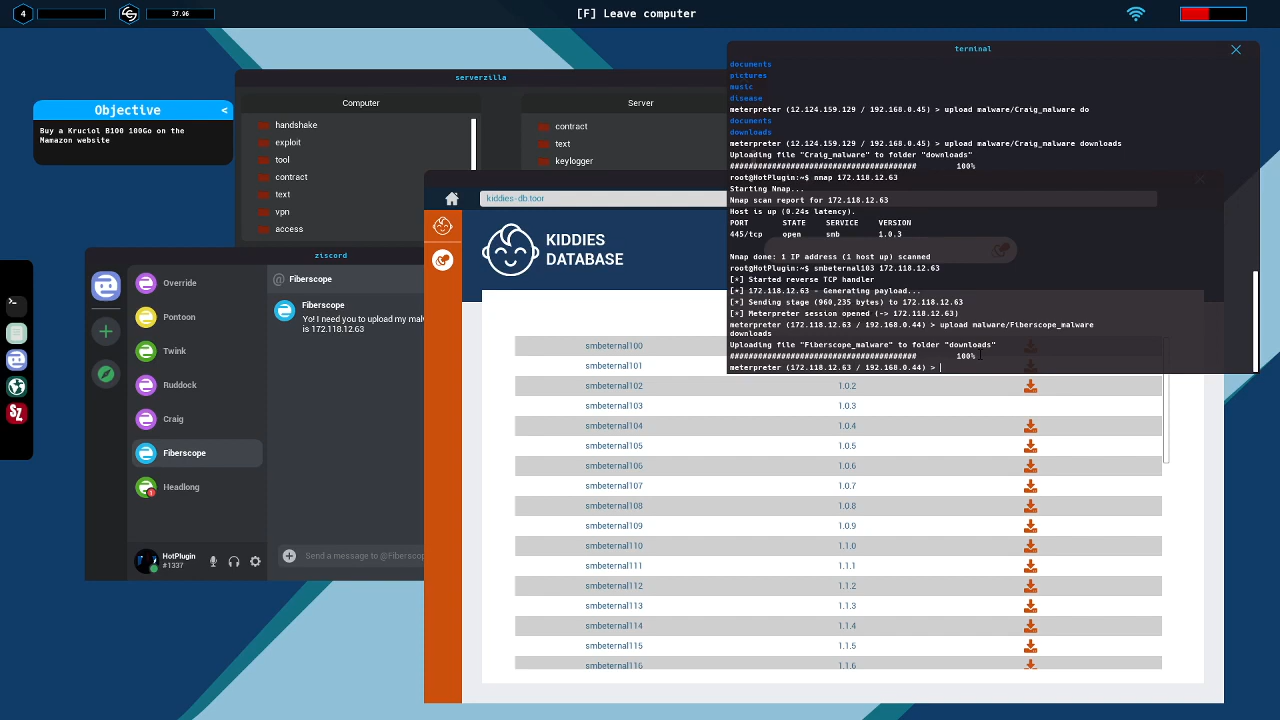 4
37.96
[F] Leave computer
Objective
<
Buy a Kruciol B100 100Go on the
Mamazon website
serverzilla
Computer
handshake
exploit
tool
contract
text
vpn
access
Server
contract
text
keylogger
terminal
documents
pictures
music
disease
meterpreter (12.124.159.129 / 192.168.0.45) > upload malware/Craig_malware do
documents
downloads
meterpreter (12.124.159.129 / 192.168.0.45) > upload malware/Craig_malware downloads
Uploading file "Craig_malware" to folder "downloads"
######################################## 100%
root@HotPlugin:~$ nmap 172.118.12.63
Starting Nmap...
Nmap scan report for 172.118.12.63
Host is up (0.24s latency).
PORT STATE SERVICE VERSION
445/tcp open smb 1.0.3
Nmap done: 1 IP address (1 host up) scanned
root@HotPlugin:~$ smbeternal103 172.118.12.63
[*] Started reverse TCP handler
[*] 172.118.12.63 - Generating payload...
[*] Sending stage (960,235 bytes) to 172.118.12.63
[*] Meterpreter session opened (-> 172.118.12.63)
meterpreter (172.118.12.63 / 192.168.0.44) > upload malware/Fiberscope_malware
downloads
Uploading file "Fiberscope_malware" to folder "downloads"
######################################## 100%
meterpreter (172.118.12.63 / 192.168.0.44) >
ziscord
Override
Pontoon
Twink
Ruddock
Craig
Fiberscope
Headlong
HotPlugin
#1337
@ Fiberscope
Fiberscope
Yo! I need you to upload my mal
is 172.118.12.63
Send a message to @Fiberscop
kiddies-db.toor
KIDDIES
DATABASE
smbeternal100
smbeternal101
smbeternal102 1.0.2
smbeternal103 1.0.3
smbeternal104 1.0.4
smbeternal105 1.0.5
smbeternal106 1.0.6
smbeternal107 1.0.7
smbeternal108 1.0.8
smbeternal109 1.0.9
smbeternal110 1.1.0
smbeternal111 1.1.1
smbeternal112 1.1.2
smbeternal113 1.1.3
smbeternal114 1.1.4
smbeternal115 1.1.5
smbeternal116 1.1.6